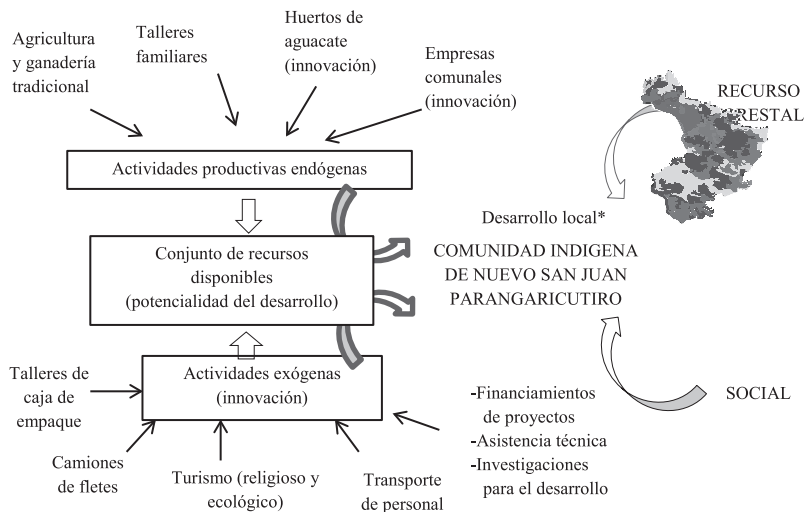 Agricultura
y ganadería
tradicional
Talleres
familiares
Huertos de
aguacate
(innovación)
Empresas
comunales
(innovación)
Actividades productivas endógenas
Conjunto de recursos
disponibles
(potencialidad del desarrollo)
Actividades exógenas
(innovación)
Talleres de
caja de
empaque
Camiones
de fletes
Turismo (religioso y
ecológico)
Transporte
de personal
-Financiamientos
de proyectos
-Asistencia técnica
-Investigaciones
para el desarrollo
RECURSO
RESTAL
Desarrollo local*
COMUNIDAD INDIGENA
DE NUEVO SAN JUAN
PARANGARICUTIRO
SOCIAL